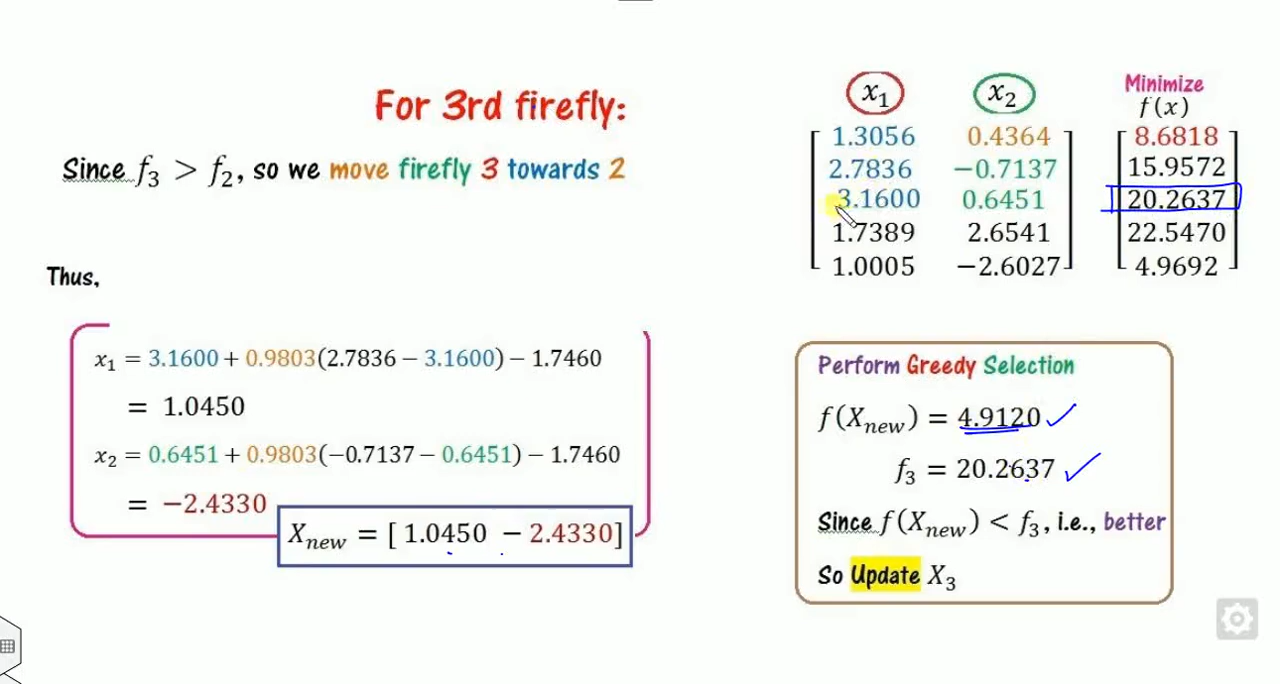 For 3rd firefly:
Since f₃ > f₂, so we move firefly 3 towards 2
Thus,
x₁ = 3.1600 + 0.9803(2.7836 − 3.1600) − 1.7460
= 1.0450
x₂ = 0.6451 + 0.9803(−0.7137 − 0.6451) − 1.7460
= −2.4330
X_new = [ 1.0450 − 2.4330]
x₁ x₂ Minimize f(x)
1.3056 0.4364 8.6818
2.7836 −0.7137 15.9572
3.1600 0.6451 20.2637
1.7389 2.6541 22.5470
1.0005 −2.6027 4.9692
Perform Greedy Selection
f(X_new) = 4.9120
f₃ = 20.2637
Since f(X_new) < f₃, i.e., better
So Update X₃